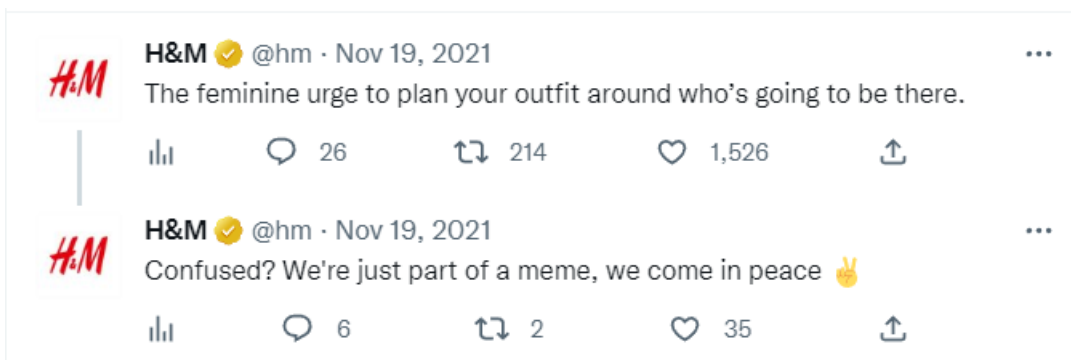 H&M
H&M @hm · Nov 19, 2021
The feminine urge to plan your outfit around who’s going to be there.
26 214 1,526
H&M
H&M @hm · Nov 19, 2021
Confused? We're just part of a meme, we come in peace ✌️
6 2 35